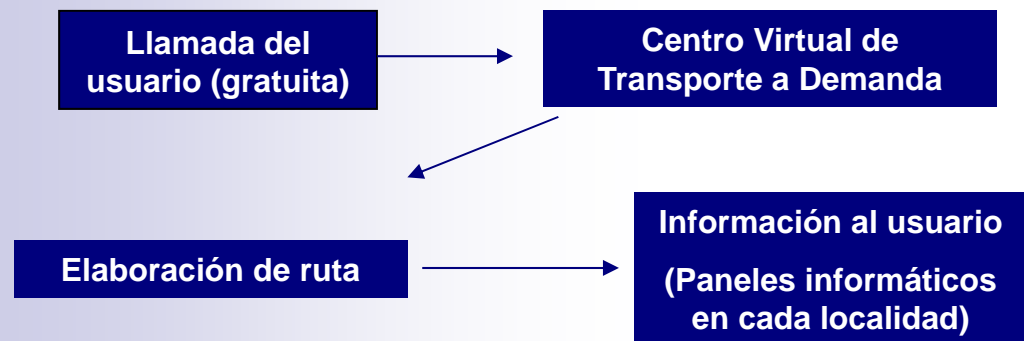 Llamada del
usuario (gratuita)
Centro Virtual de
Transporte a Demanda
Elaboración de ruta
Información al usuario
(Paneles informáticos
en cada localidad)